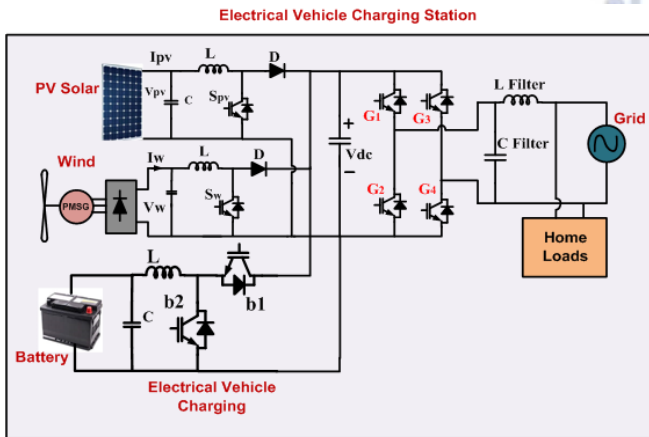 Electrical Vehicle Charging Station
Ipv
L
D
PV Solar
Vpv
C
Spv
G1
G3
L Filter
Grid
C Filter
+
Vdc
−
Wind
Iw
L
D
PMSG
Vw
Sw
G2
G4
Home
Loads
L
b1
b2
C
Battery
Electrical Vehicle
Charging